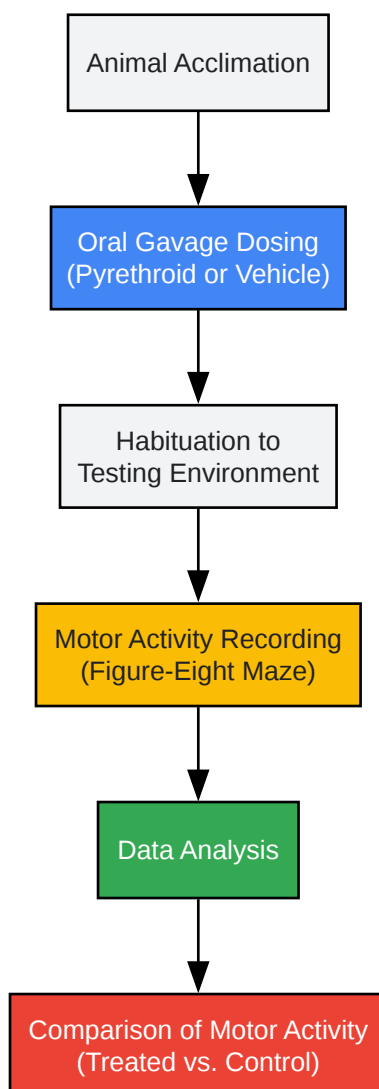 Animal Acclimation
Oral Gavage Dosing
(Pyrethroid or Vehicle)
Habituation to
Testing Environment
Motor Activity Recording
(Figure-Eight Maze)
Data Analysis
Comparison of Motor Activity
(Treated vs. Control)